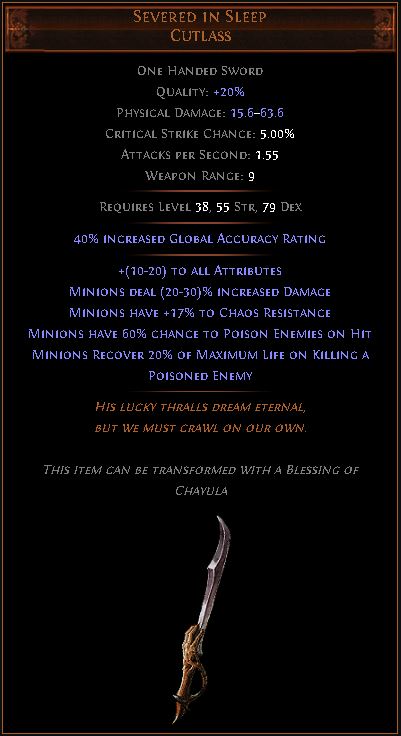 Severed in Sleep
Cutlass
One Handed Sword
Quality: +20%
Physical Damage: 15.6–63.6
Critical Strike Chance: 5.00%
Attacks per Second: 1.55
Weapon Range: 9
Requires Level 38, 55 Str, 79 Dex
40% increased Global Accuracy Rating
+(10-20) to all Attributes
Minions deal (20-30)% increased Damage
Minions have +17% to Chaos Resistance
Minions have 60% chance to Poison Enemies on Hit
Minions Recover 20% of Maximum Life on Killing a
Poisoned Enemy
His lucky thralls dream eternal,
but we must crawl on our own.
This item can be transformed with a Blessing of
Chayula